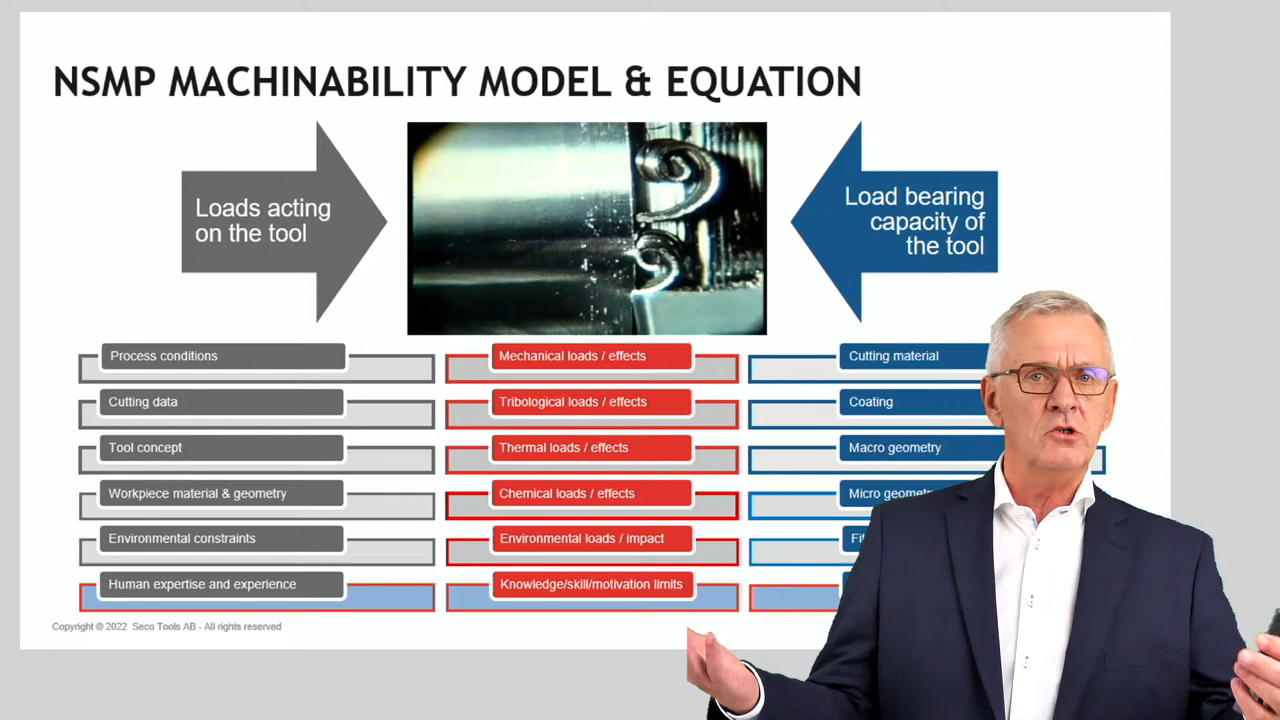 NSMP MACHINABILITY MODEL & EQUATION
Loads acting
on the tool
Load bearing
capacity of
the tool
Process conditions
Mechanical loads / effects
Cutting material
Cutting data
Tribological loads / effects
Coating
Tool concept
Thermal loads / effects
Macro geometry
Workpiece material & geometry
Chemical loads / effects
Micro
Environmental constraints
Environmental loads / impact
Human expertise and experience
Knowledge/skill/motivation limits
Copyright © 2022 Seco Tools AB - All rights reserved